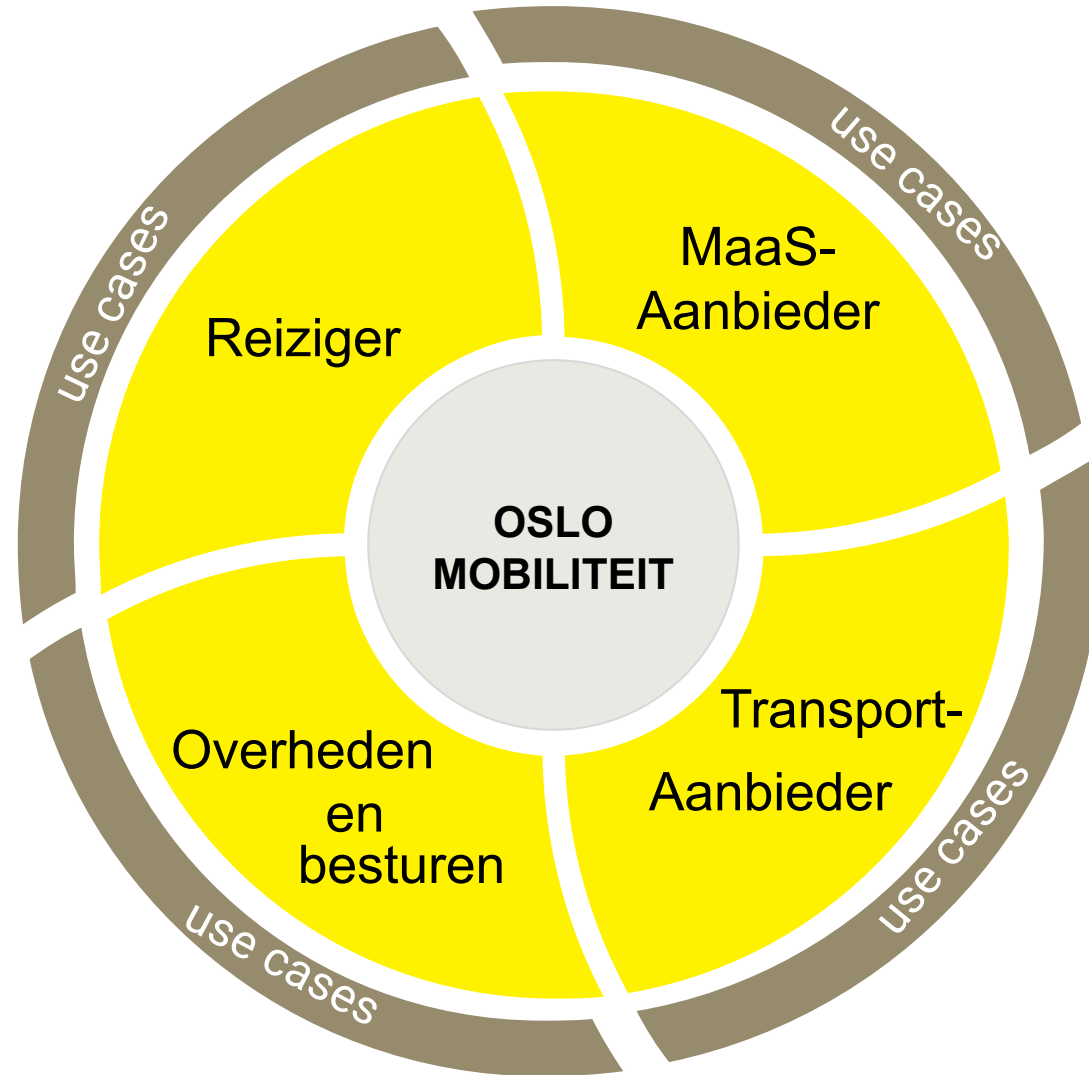 use cases
MaaS-
Aanbieder
use cases
Reiziger
OSLO
MOBILITEIT
Transport-
Aanbieder
Overheden
en
besturen
use cases
use cases